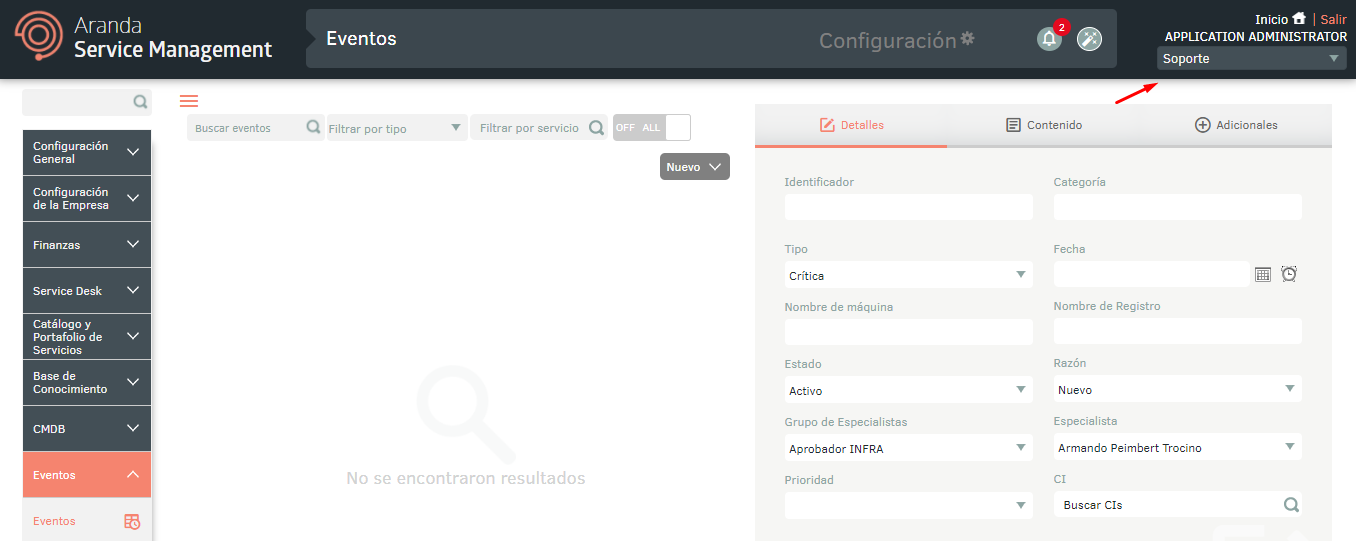 Aranda
Service Management
Eventos
Configuración
2
Inicio | Salir
APPLICATION ADMINISTRATOR
Soporte
Configuración
General
Configuración
de la Empresa
Finanzas
Service Desk
Catálogo y
Portafolio de
Servicios
Base de
Conocimiento
CMDB
Eventos
Eventos
Buscar eventos
Filtrar por tipo
Filtrar por servicio
OFF ALL
Nuevo
No se encontraron resultados
Detalles
Contenido
Adicionales
Identificador
Categoría
Tipo
Fecha
Crítica
Nombre de máquina
Nombre de Registro
Estado
Razón
Activo
Nuevo
Grupo de Especialistas
Especialista
Aprobador INFRA
Armando Peimbert Trocino
Prioridad
CI
Buscar CIs